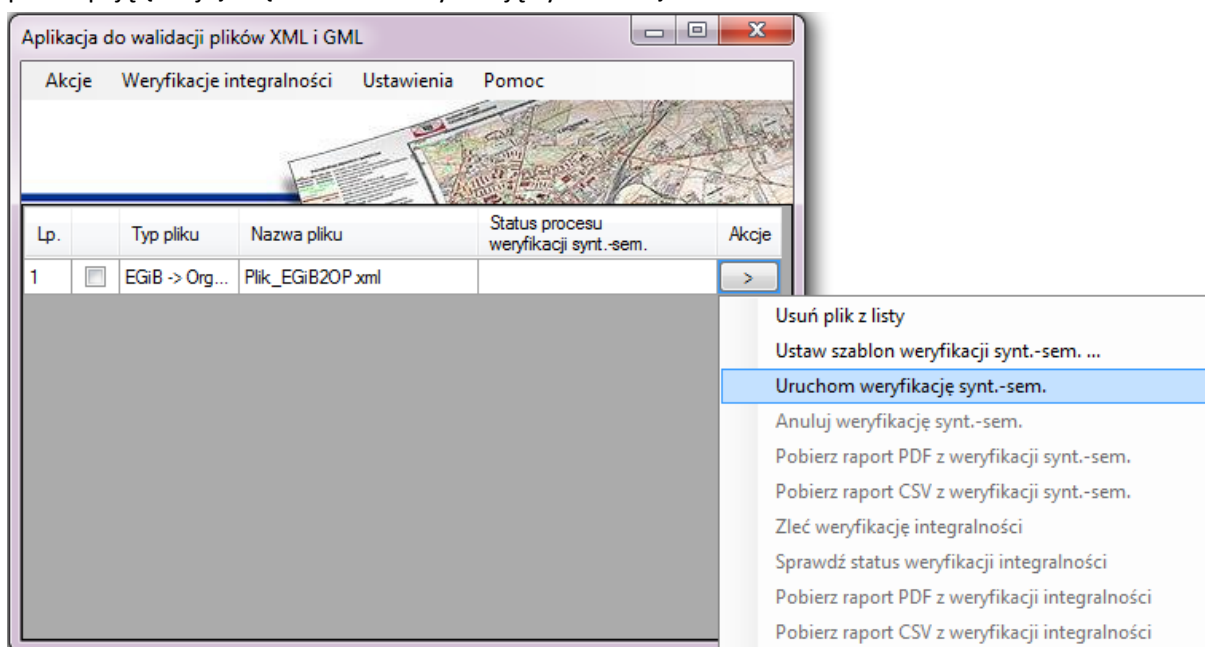 Aplikacja do walidacji plików XML i GML
Akcje Weryfikacje integralności Ustawienia Pomoc
Lp. Typ pliku Nazwa pliku Status procesu weryfikacji synt.-sem. Akcje
1 EGiB -> Org... Plik_EGiB2OP.xml >
Usuń plik z listy
Ustaw szablon weryfikacji synt.-sem. ...
Uruchom weryfikację synt.-sem.
Anuluj weryfikację synt.-sem.
Pobierz raport PDF z weryfikacji synt.-sem.
Pobierz raport CSV z weryfikacji synt.-sem.
Zleć weryfikację integralności
Sprawdź status weryfikacji integralności
Pobierz raport PDF z weryfikacji integralności
Pobierz raport CSV z weryfikacji integralności